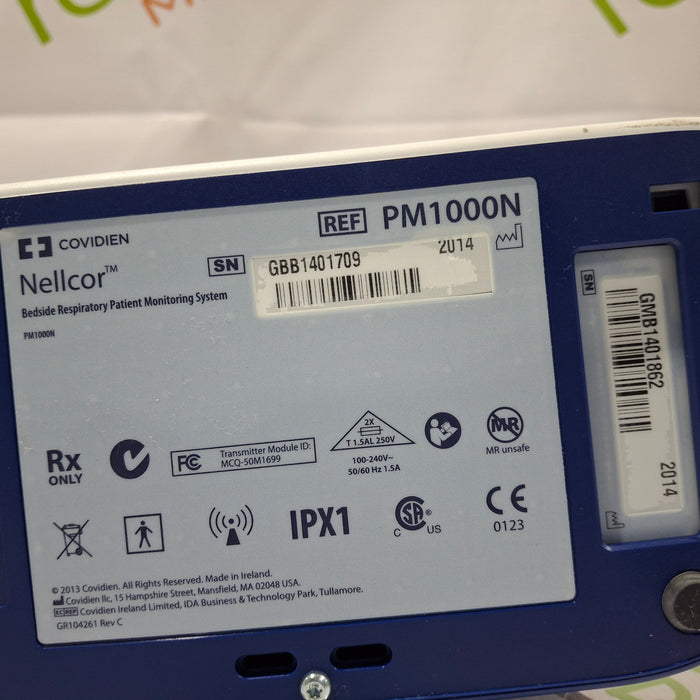 COVIDIEN
REF PM1000N
Nellcor™
SN GBB1401709 2014
Bedside Respiratory Patient Monitoring System
PM1000N
SN GMB1401862 2014
Rx ONLY
FC Transmitter Module ID:
MCQ-50M1699
2X
T 1.5AL 250V
100-240V~
50/60 Hz 1.5A
MR
MR unsafe
IPX1
C SA® C US
CE
0123
© 2013 Covidien. All Rights Reserved. Made in Ireland.
Covidien llc, 15 Hampshire Street, Mansfield, MA 02048 USA.
EC REP Covidien Ireland Limited, IDA Business & Technology Park, Tullamore.
GR104261 Rev C